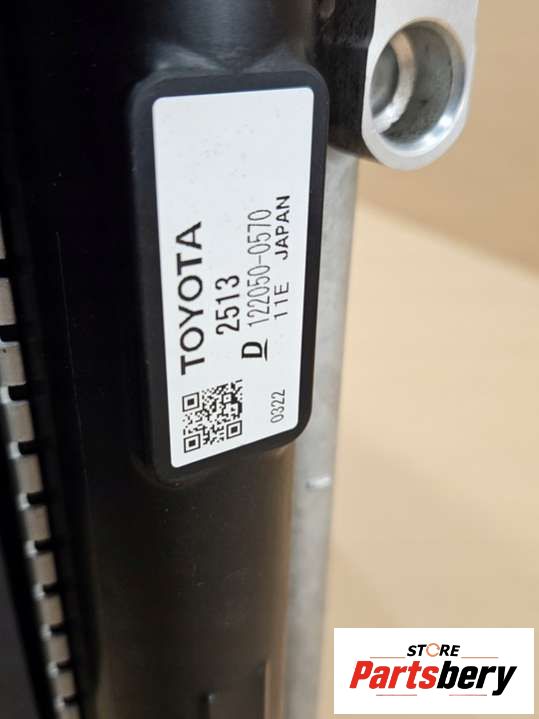 TOYOTA
2513
D 122050-0570
11E JAPAN
0322
STORE
Partsbery